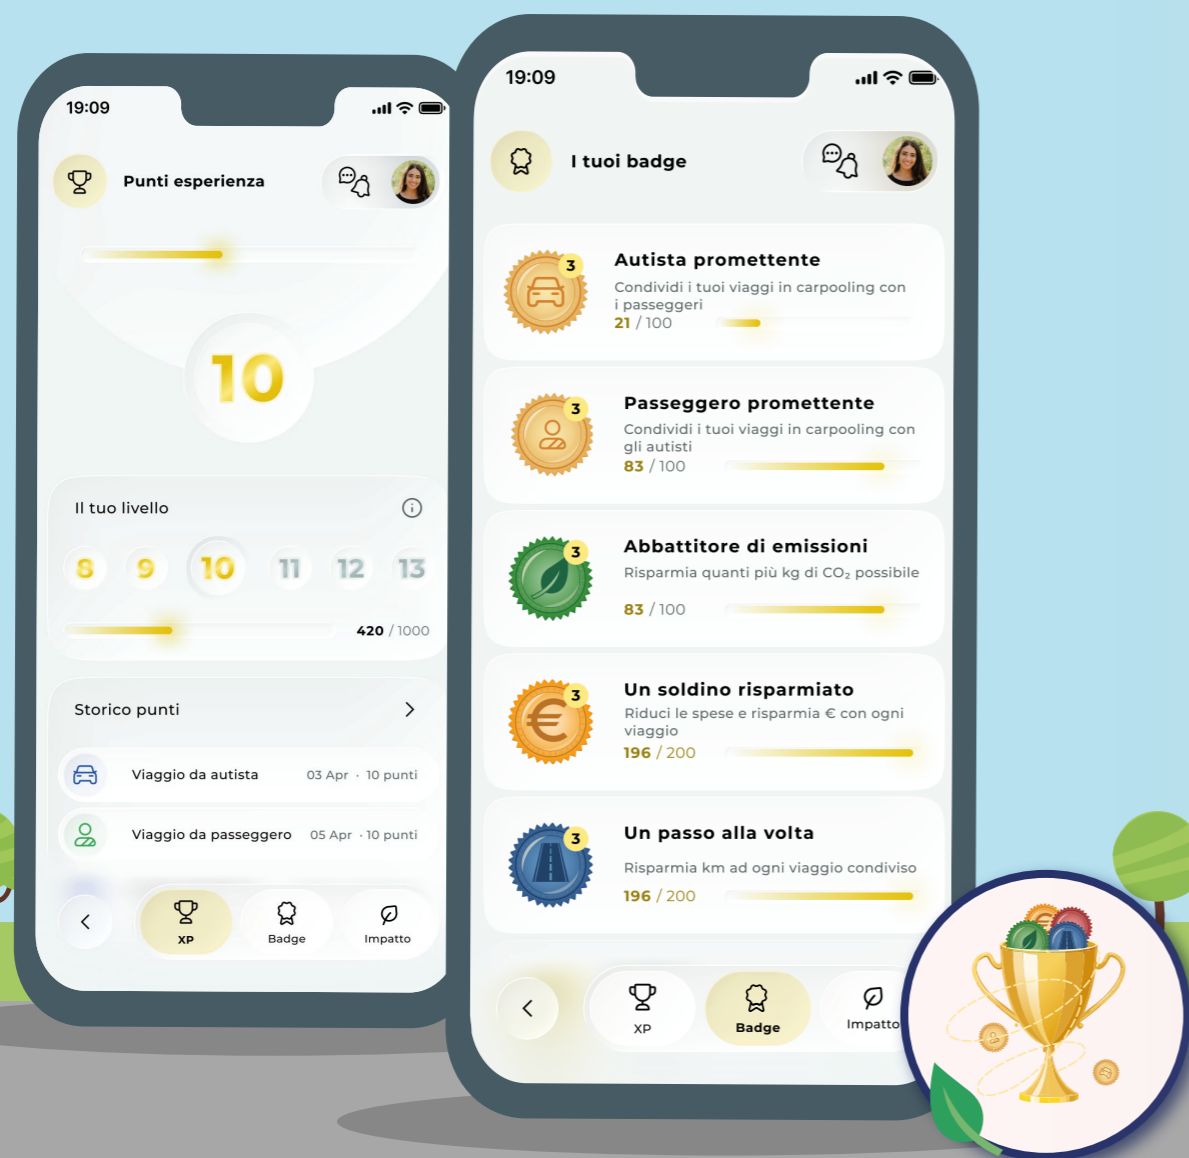 19:09
Punti esperienza
10
Il tuo livello
8 9 10 11 12 13
420 / 1000
Storico punti
Viaggio da autista 03 Apr · 10 punti
Viaggio da passeggero 05 Apr · 10 punti
XP
Badge
Impatto
19:09
I tuoi badge
3
Autista promettente
Condividi i tuoi viaggi in carpooling con
i passeggeri
21 / 100
3
Passeggero promettente
Condividi i tuoi viaggi in carpooling con
gli autisti
83 / 100
3
Abbattitore di emissioni
Risparmia quanti più kg di CO₂ possibile
83 / 100
3
€
Un soldino risparmiato
Riduci le spese e risparmia € con ogni
viaggio
196 / 200
3
Un passo alla volta
Risparmia km ad ogni viaggio condiviso
196 / 200
XP
Badge
Impatto